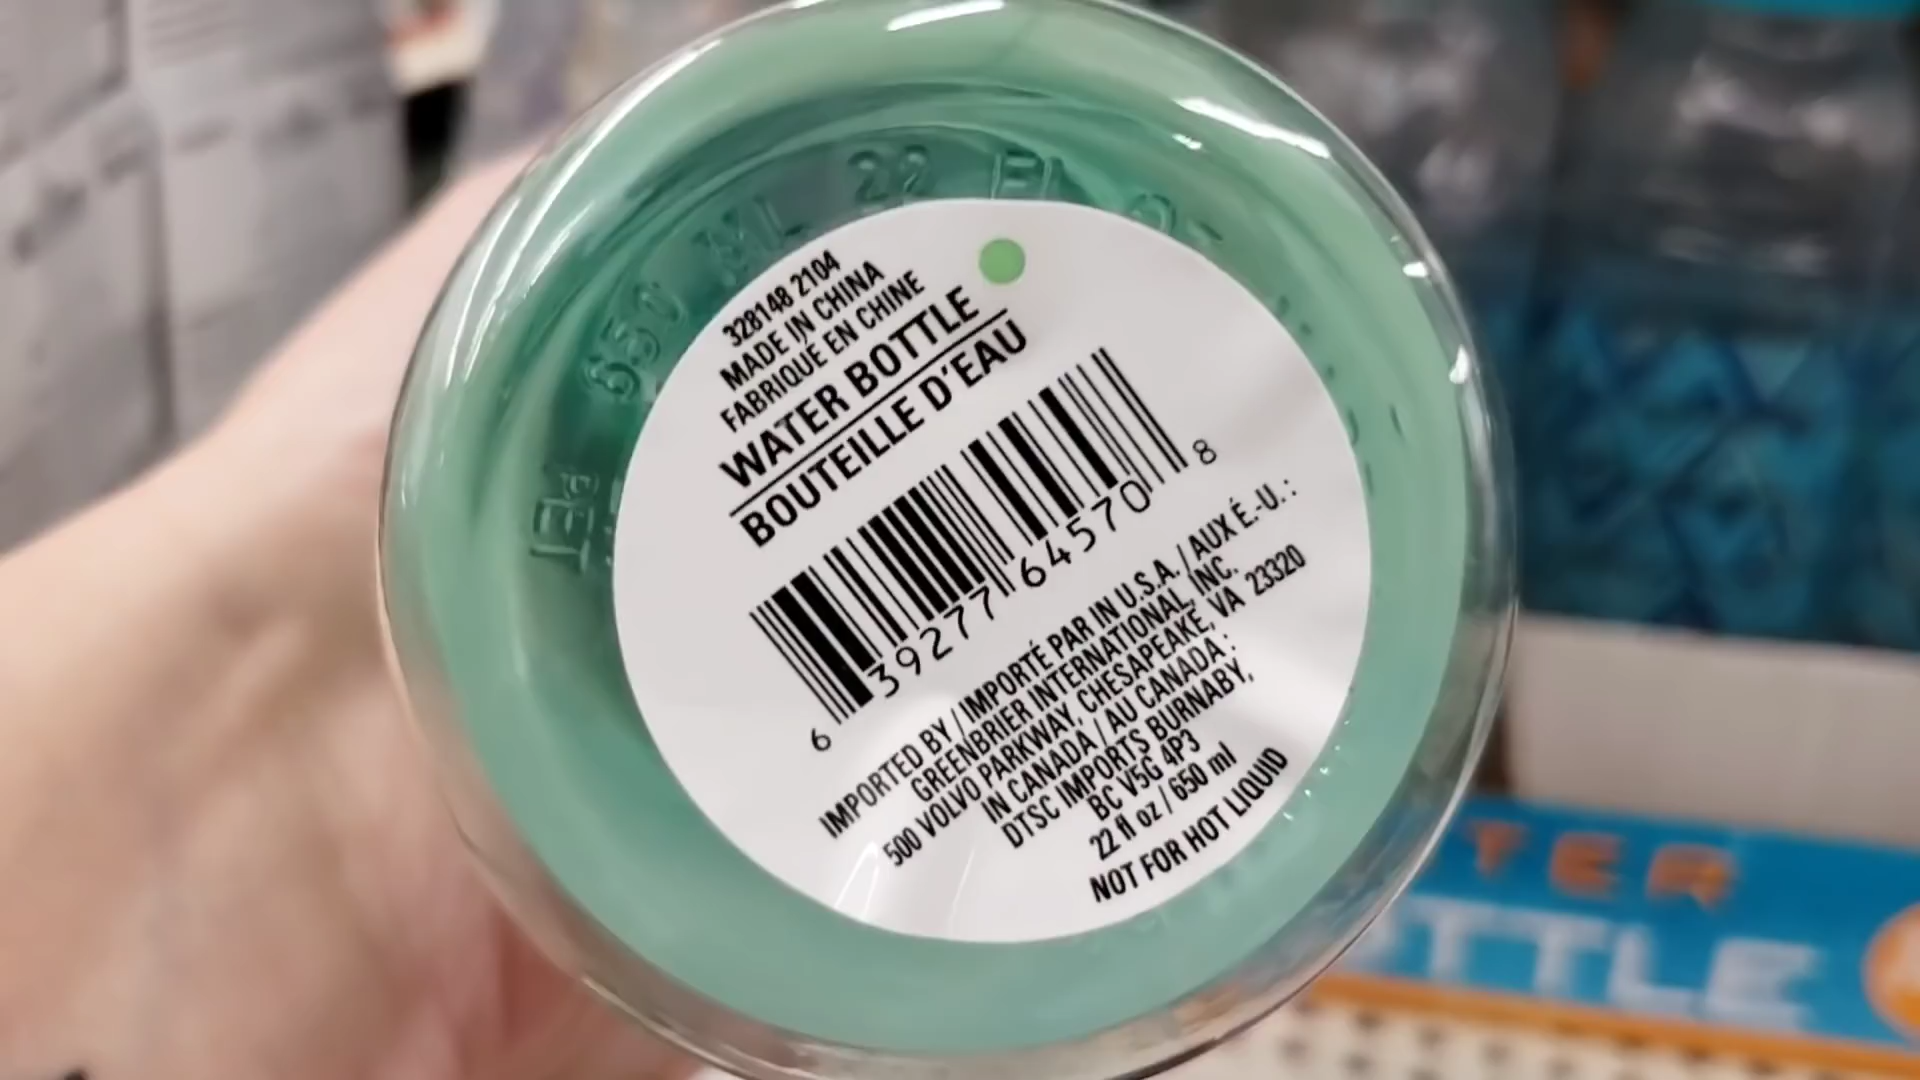 650 ML 22 FL OZ
328148 2104
MADE IN CHINA
FABRIQUÉ EN CHINE
WATER BOTTLE
BOUTEILLE D'EAU
6 39277 64570 8
IMPORTED BY / IMPORTÉ PAR IN U.S.A. / AUX É.-U. :
GREENBRIER INTERNATIONAL, INC.
500 VOLVO PARKWAY, CHESAPEAKE, VA 23320
IN CANADA / AU CANADA :
DTSC IMPORTS BURNABY,
BC V5G 4P3
22 fl oz / 650 ml
NOT FOR HOT LIQUID
TER
TTLE